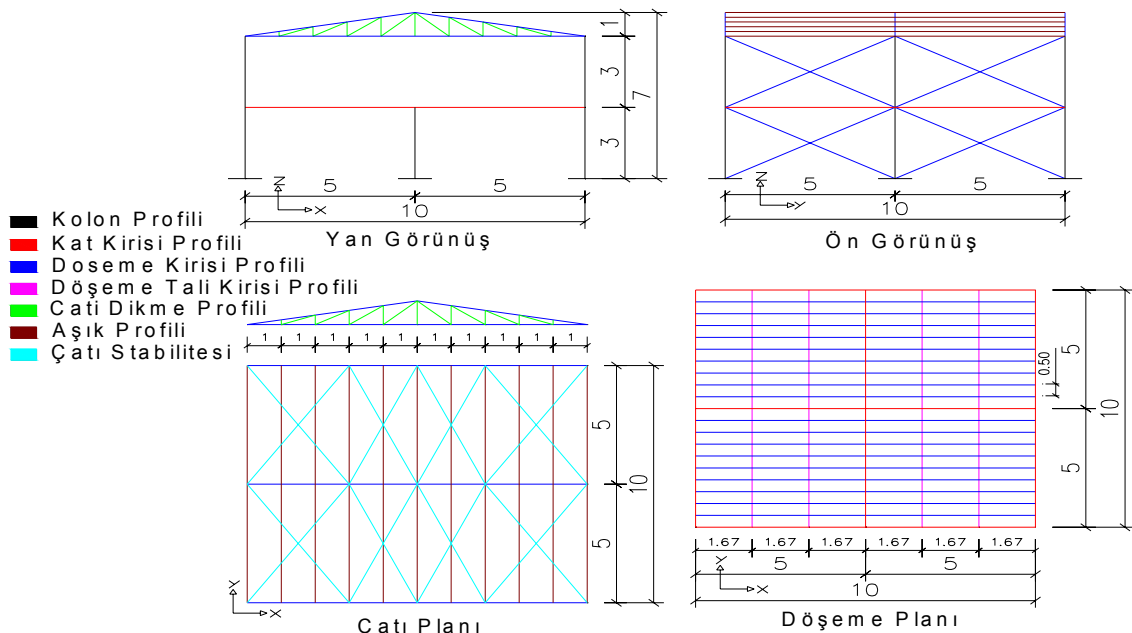 1
3
3
7
Z
X
5
5
10
Yan Görünüş
Z
Y
5
5
10
Ön Görünüş
Kolon Profili
Kat Kirisi Profili
Doseme Kirisi Profili
Döşeme Tali Kirisi Profili
Cati Dikme Profili
Aşık Profili
Çatı Stabilitesi
1 1 1 1 1 1 1 1 1 1
5
5
10
Y
X
Catı Planı
0.50
5
5
10
1.67 1.67 1.67 1.67 1.67 1.67
5
5
10
Y
X
Döşeme Planı